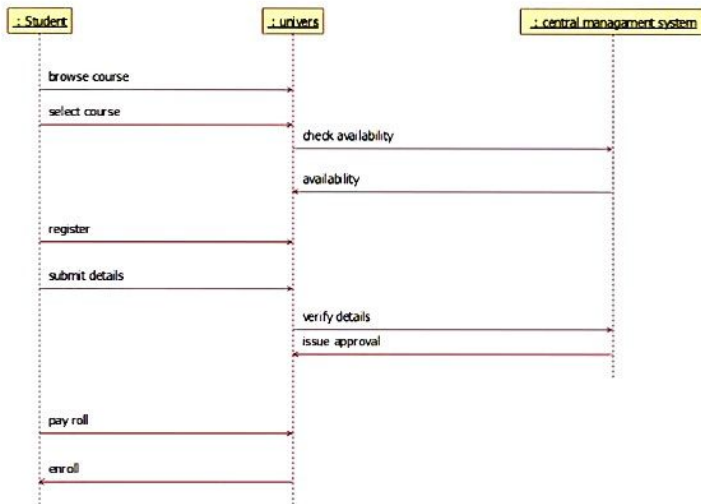 : Student
: univers
: central managament system
browse course
select course
check availability
availability
register
submit details
verify details
issue approval
pay roll
enroll